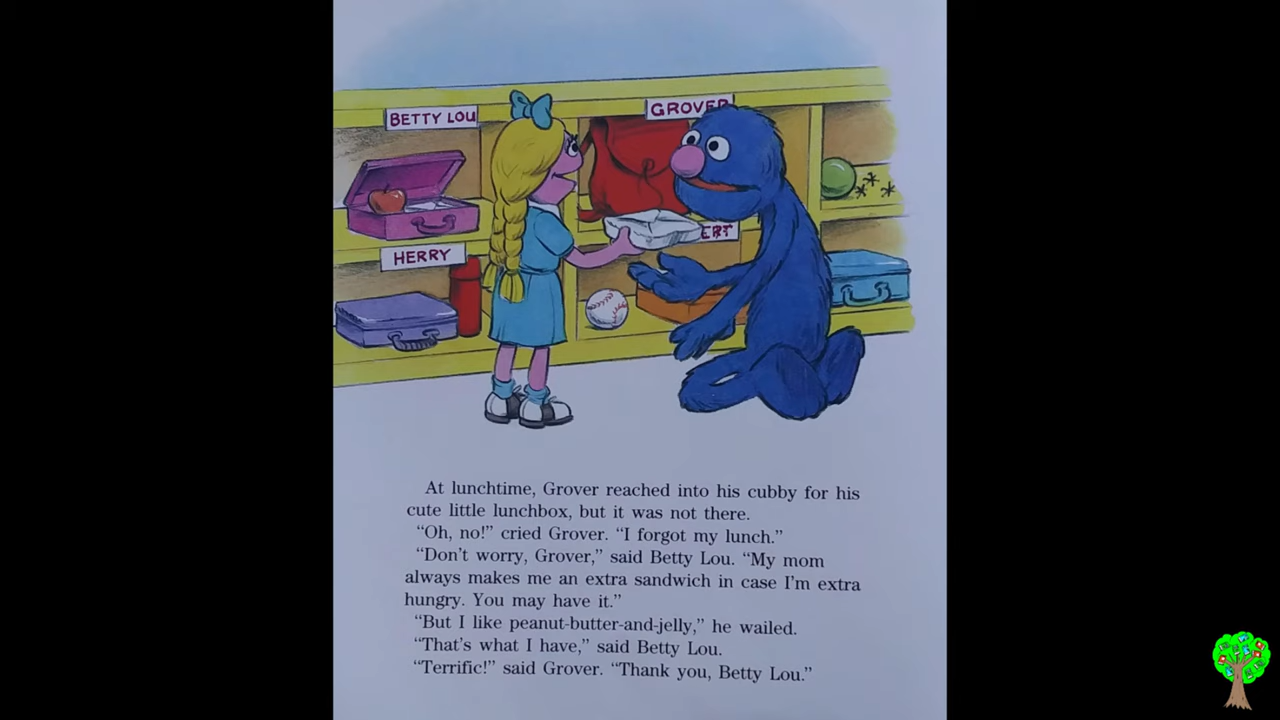 BETTY LOU
GROVER
HERRY
ERT
At lunchtime, Grover reached into his cubby for his
cute little lunchbox, but it was not there.
“Oh, no!” cried Grover. “I forgot my lunch.”
“Don't worry, Grover,” said Betty Lou. “My mom
always makes me an extra sandwich in case I'm extra
hungry. You may have it.”
“But I like peanut-butter-and-jelly,” he wailed.
“That's what I have,” said Betty Lou.
“Terrific!” said Grover. “Thank you, Betty Lou.”